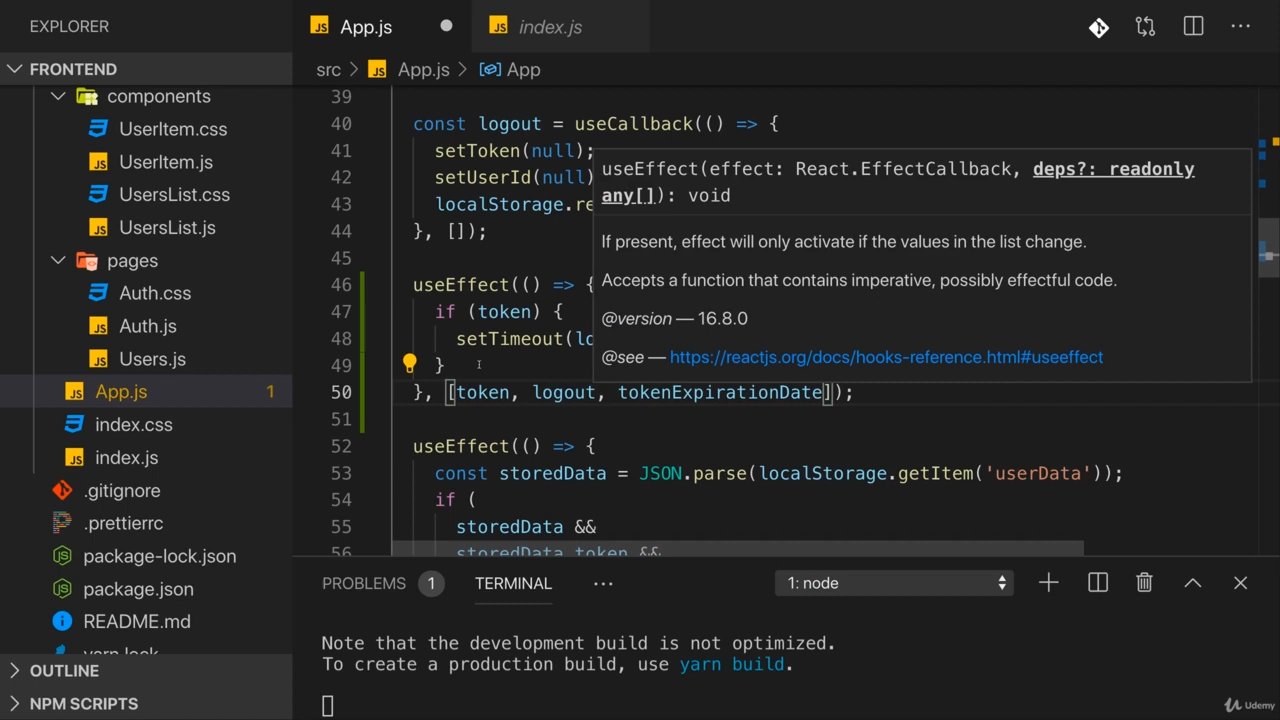 EXPLORER
FRONTEND
components
UserItem.css
UserItem.js
UsersList.css
UsersList.js
pages
Auth.css
Auth.js
Users.js
App.js 1
index.css
index.js
.gitignore
.prettierrc
package-lock.json
package.json
README.md
yarn.lock
OUTLINE
NPM SCRIPTS
JS App.js
JS index.js
src > JS App.js > App
39
40 const logout = useCallback(() => {
41 setToken(null);
42 setUserId(null)
43 localStorage.re
44 }, []);
45
46 useEffect(() => {
47 if (token) {
48 setTimeout(lo
49 }
50 }, [token, logout, tokenExpirationDate]);
51
52 useEffect(() => {
53 const storedData = JSON.parse(localStorage.getItem('userData'));
54 if (
55 storedData &&
56 storedData.token &&
useEffect(effect: React.EffectCallback, deps?: readonly
any[]): void
If present, effect will only activate if the values in the list change.
Accepts a function that contains imperative, possibly effectful code.
@version — 16.8.0
@see — https://reactjs.org/docs/hooks-reference.html#useeffect
PROBLEMS 1 TERMINAL ··· 1: node
Note that the development build is not optimized.
To create a production build, use yarn build.
Udemy